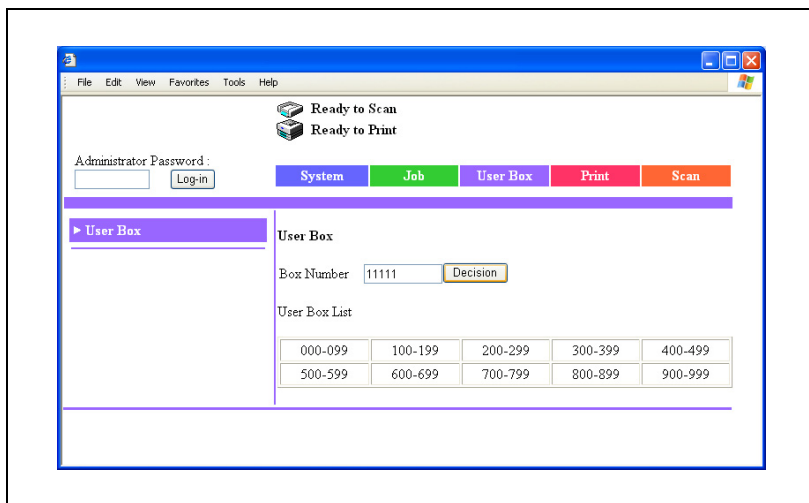 File Edit View Favorites Tools Help
Ready to Scan
Ready to Print
Administrator Password :
Log-in
System Job User Box Print Scan
User Box
User Box
Box Number 11111 Decision
User Box List
000-099 100-199 200-299 300-399 400-499
500-599 600-699 700-799 800-899 900-999